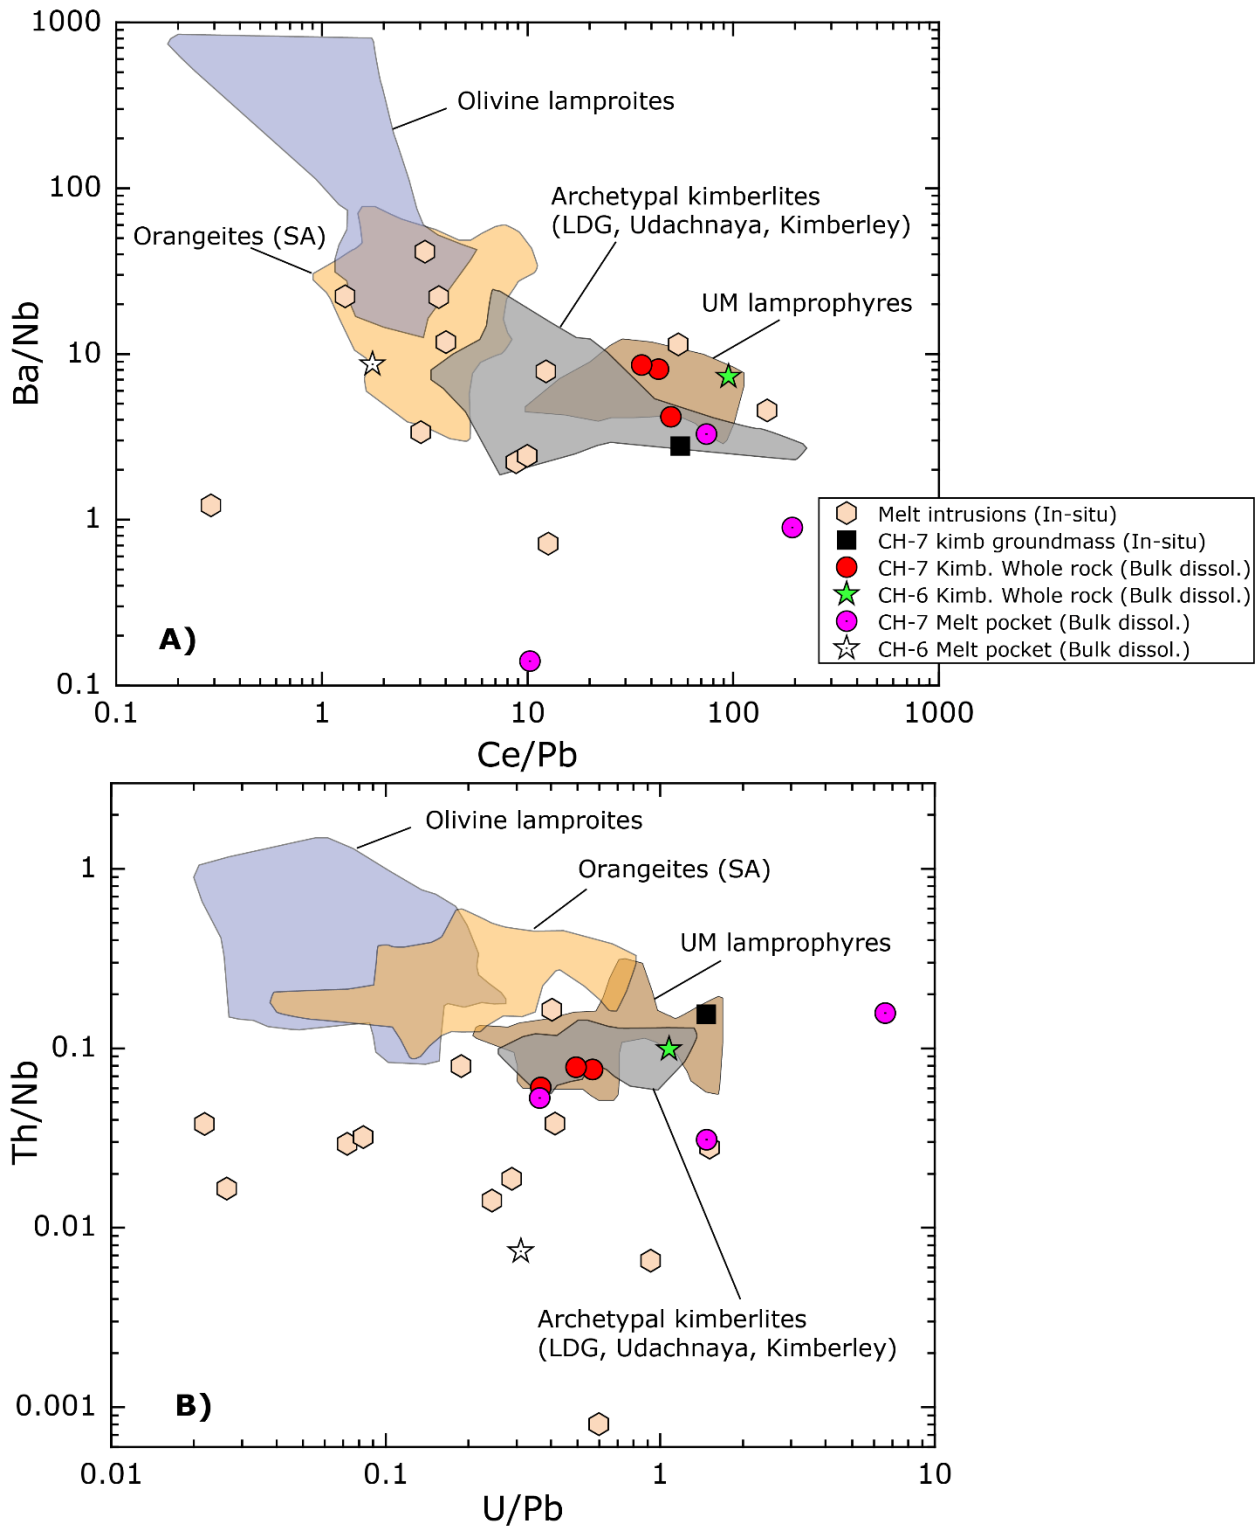 1000
100
10
1
0.1
Ba/Nb
Olivine lamproites
Archetypal kimberlites
(LDG, Udachnaya, Kimberley)
Orangeites (SA)
UM lamprophyres
A)
Melt intrusions (In-situ)
CH-7 kimb groundmass (In-situ)
CH-7 Kimb. Whole rock (Bulk dissol.)
CH-6 Kimb. Whole rock (Bulk dissol.)
CH-7 Melt pocket (Bulk dissol.)
CH-6 Melt pocket (Bulk dissol.)
0.1 1 10 100 1000
Ce/Pb
1
0.1
0.01
0.001
Th/Nb
Olivine lamproites
Orangeites (SA)
UM lamprophyres
Archetypal kimberlites
(LDG, Udachnaya, Kimberley)
B)
0.01 0.1 1 10
U/Pb